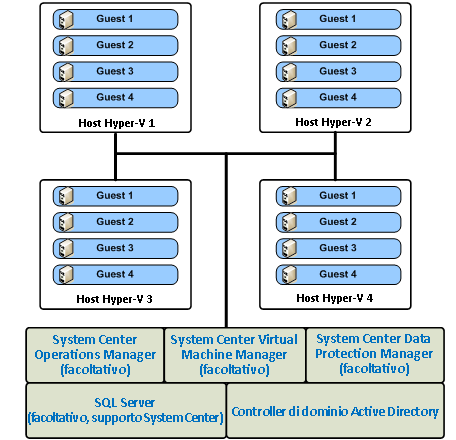 Guest 1
Guest 2
Guest 3
Guest 4
Host Hyper-V 1
Guest 1
Guest 2
Guest 3
Guest 4
Host Hyper-V 2
Guest 1
Guest 2
Guest 3
Guest 4
Host Hyper-V 3
Guest 1
Guest 2
Guest 3
Guest 4
Host Hyper-V 4
System Center
Operations Manager
(facoltativo)
System Center Virtual
Machine Manager
(facoltativo)
System Center Data
Protection Manager
(facoltativo)
SQL Server
(facoltativo, supporto System Center)
Controller di dominio Active Directory